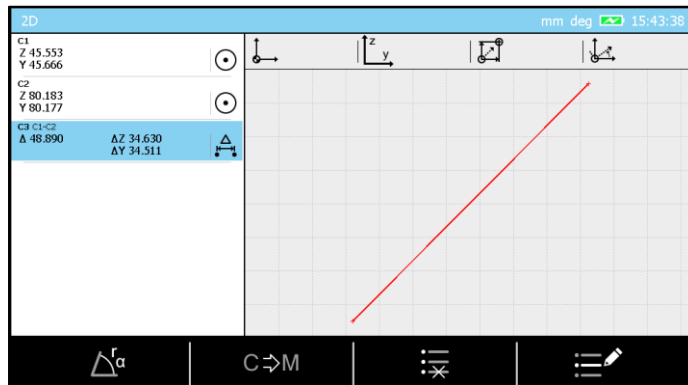 2D
mm deg 15:43:38
C1
Z 45.553
Y 45.666
C2
Z 80.183
Y 80.177
C3 C1-C2
Δ 48.890 ΔZ 34.630
ΔY 34.511
Δ
z
y
r
α
C⇨M